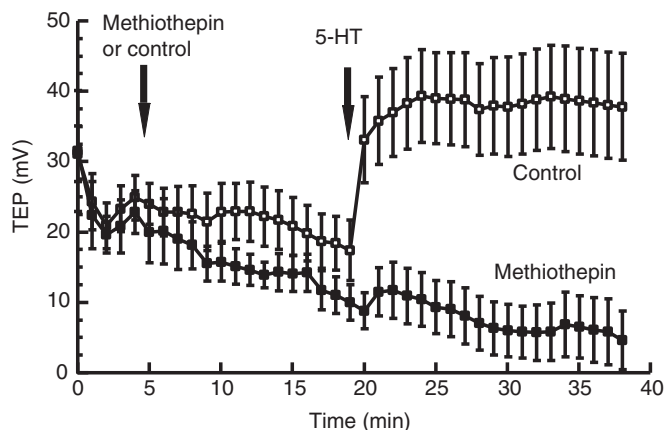 50
40
30
20
10
0
TEP (mV)
Methiothepin
or control
5-HT
Control
Methiothepin
0 5 10 15 20 25 30 35 40
Time (min)